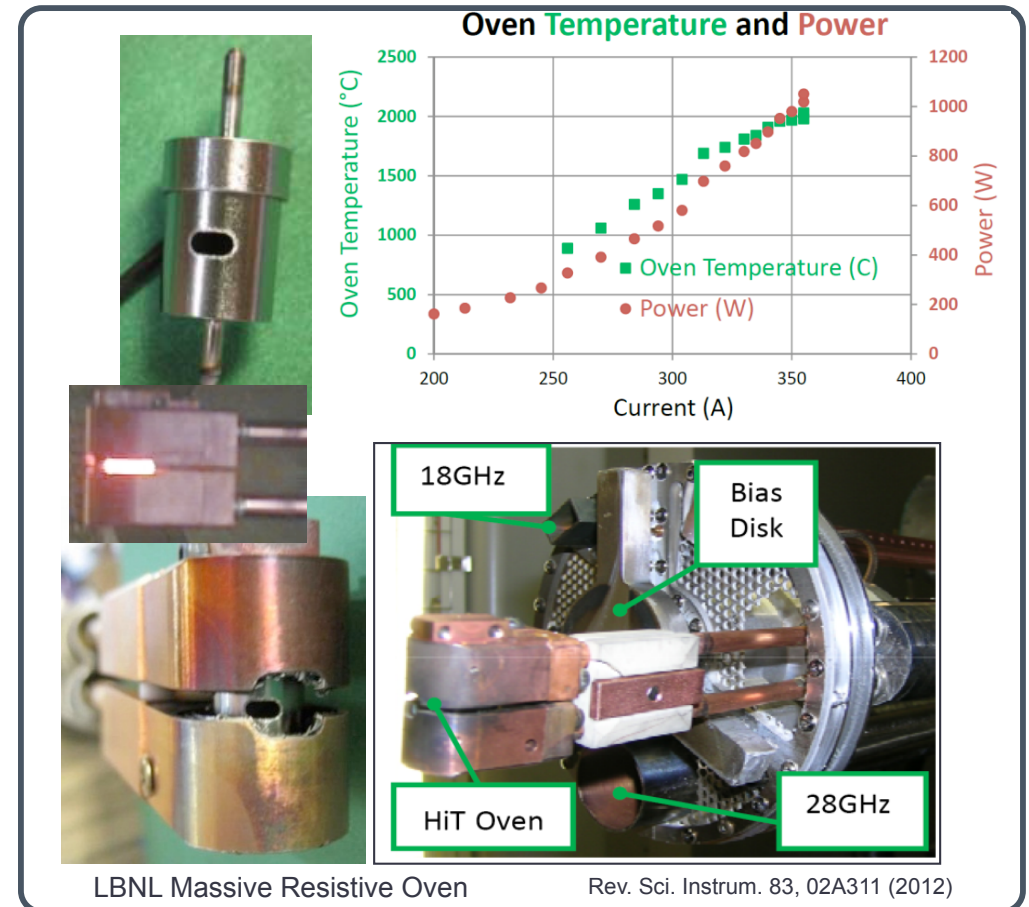 Oven Temperature and Power
Oven Temperature (°C)
2500
2000
1500
1000
500
0
1200
1000
800
600
400
200
0
Power (W)
Oven Temperature (C)
Power (W)
200
250
300
350
400
Current (A)
18GHz
Bias
Disk
HiT Oven
28GHz
LBNL Massive Resistive Oven
Rev. Sci. Instrum. 83, 02A311 (2012)